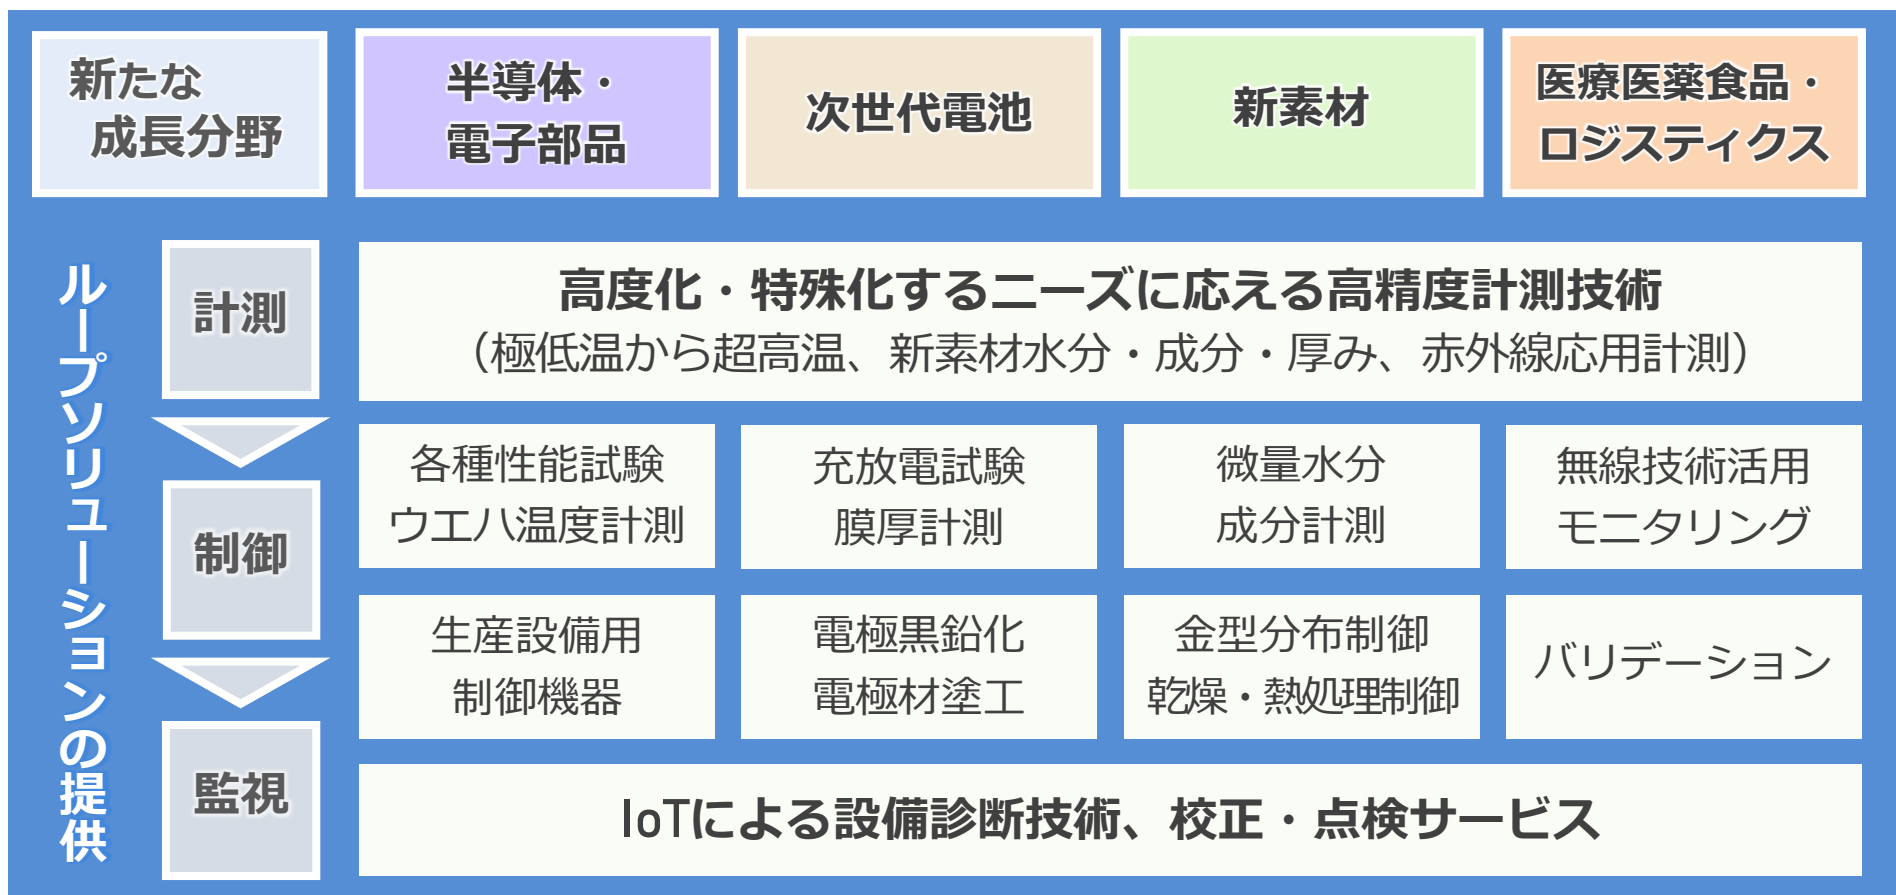 新たな
成長分野
半導体・
電子部品
次世代電池
新素材
医療医薬食品・
ロジスティクス
ループソリューションの提供
計測
高度化・特殊化するニーズに応える高精度計測技術
（極低温から超高温、新素材水分・成分・厚み、赤外線応用計測）
各種性能試験
ウエハ温度計測
充放電試験
膜厚計測
微量水分
成分計測
無線技術活用
モニタリング
制御
生産設備用
制御機器
電極黒鉛化
電極材塗工
金型分布制御
乾燥・熱処理制御
バリデーション
監視
IoTによる設備診断技術、校正・点検サービス